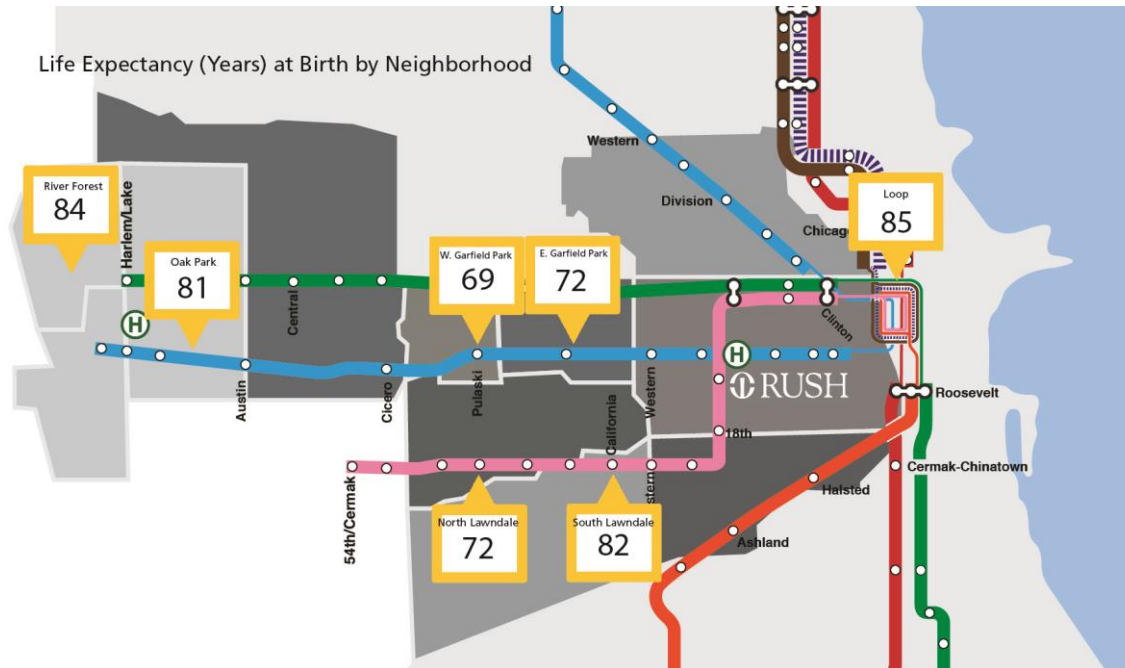 Life Expectancy (Years) at Birth by Neighborhood
Western
Division
Chicago
River Forest
84
Harlem/Lake
Oak Park
81
Central
W. Garfield Park
69
E. Garfield Park
72
Loop
85
Clinton
H
H
RUSH
Austin
Cicero
Pulaski
Western
California
18th
Roosevelt
Cermak-Chinatown
Halsted
Ashland
54th/Cermak
North Lawndale
72
South Lawndale
82
stern